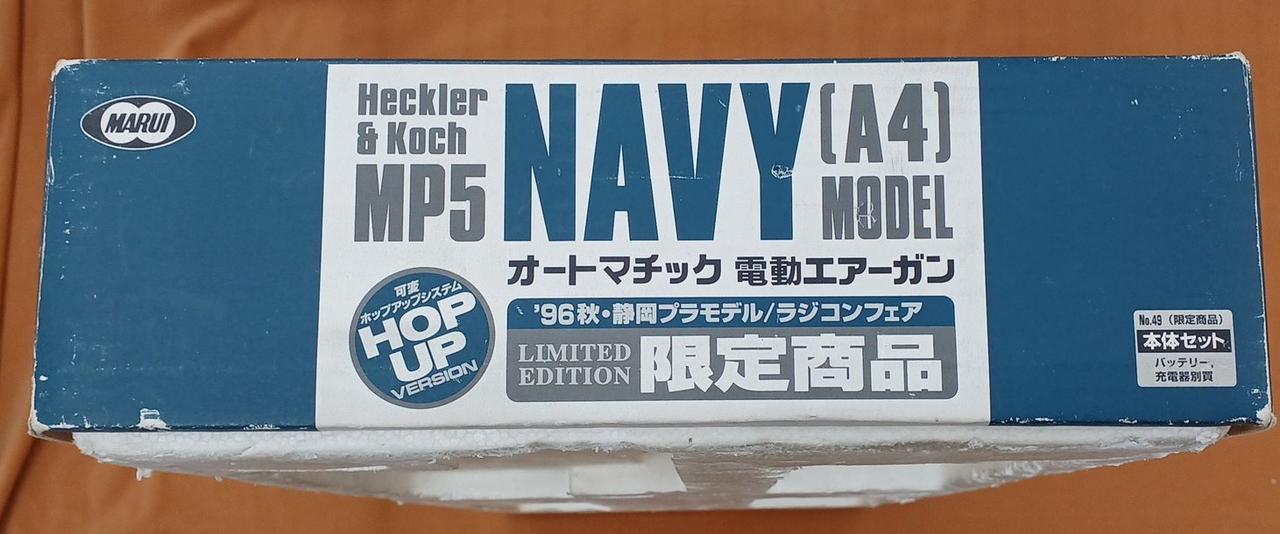 MARUI
Heckler
& Koch
MP5
NAVY
(A4)
MODEL
オートマチック 電動エアーガン
可変
ホップアップシステム
HOP
UP
VERSION
'96秋・静岡プラモデル/ラジコンフェア
LIMITED
EDITION
限定商品
No.49(限定商品)
本体セット
バッテリー,
充電器別買